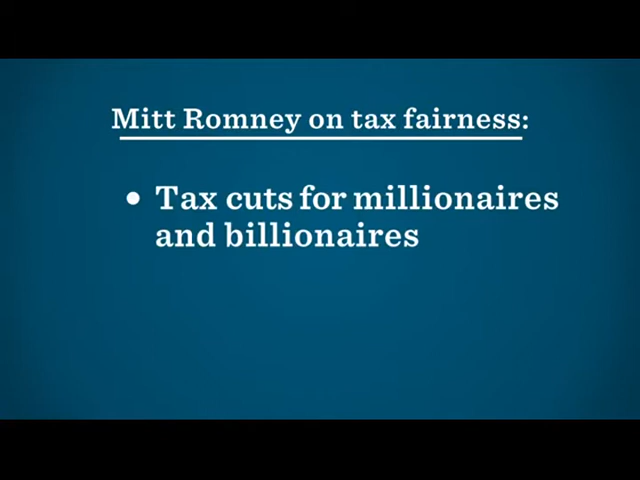 Mitt Romney on tax fairness:
• Tax cuts for millionaires
and billionaires